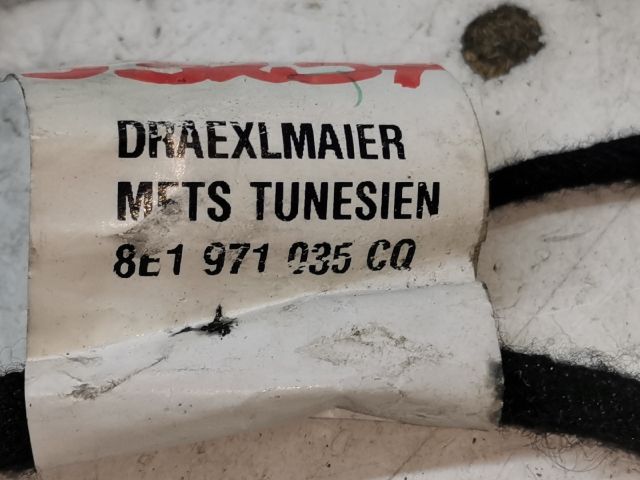 DRAEXLMAIER
METS TUNESIEN
8E1 971 035 CQ